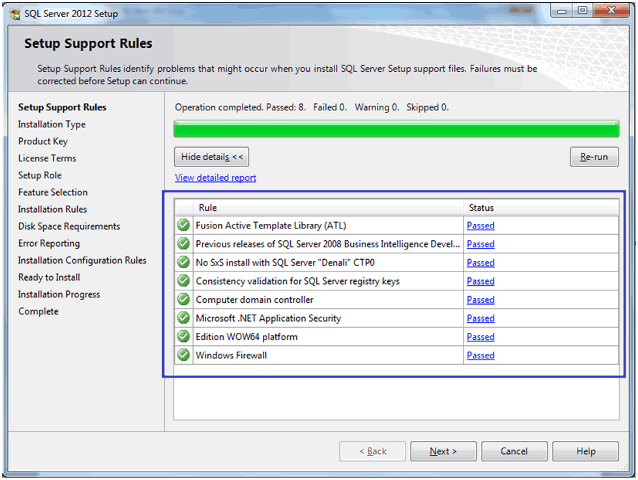 SQL Server 2012 Setup
Setup Support Rules
Setup Support Rules identify problems that might occur when you install SQL Server Setup support files. Failures must be
corrected before Setup can continue.
Setup Support Rules
Installation Type
Product Key
License Terms
Setup Role
Feature Selection
Installation Rules
Disk Space Requirements
Error Reporting
Installation Configuration Rules
Ready to Install
Installation Progress
Complete
Operation completed. Passed: 8. Failed 0. Warning 0. Skipped 0.
Hide details <<
Re-run
View detailed report
Rule Status
Fusion Active Template Library (ATL) Passed
Previous releases of SQL Server 2008 Business Intelligence Devel... Passed
No SxS install with SQL Server "Denali" CTP0 Passed
Consistency validation for SQL Server registry keys Passed
Computer domain controller Passed
Microsoft .NET Application Security Passed
Edition WOW64 platform Passed
Windows Firewall Passed
< Back
Next >
Cancel
Help